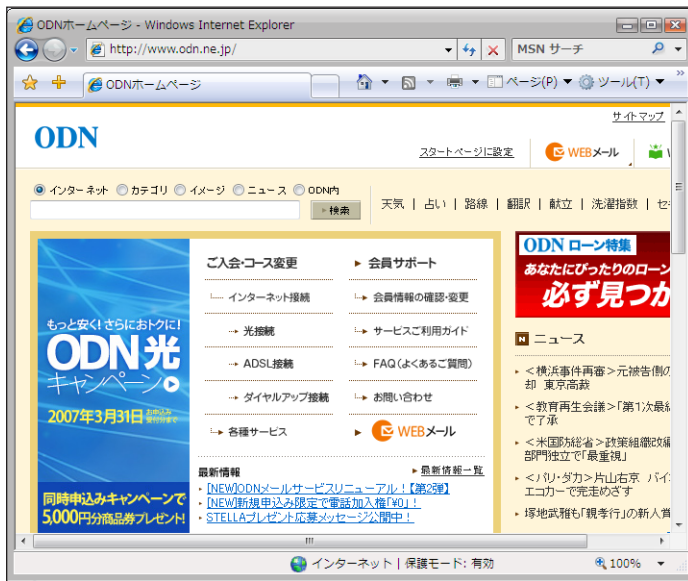 ODNホームページ - Windows Internet Explorer
http://www.odn.ne.jp/
MSN サーチ
ODNホームページ
ページ(P)
ツール(T)
サイトマップ
ODN
スタートページに設定
WEBメール
インターネット カテゴリ イメージ ニュース ODN内
検索
天気 | 占い | 路線 | 翻訳 | 献立 | 洗濯指数 |
もっと安く!さらにおトクに!
ODN光
キャンペーン
2007年3月31日 お申込み受付分まで
同時申込みキャンペーンで
5,000円分商品券プレゼント!
ご入会・コース変更
インターネット接続
光接続
ADSL接続
ダイヤルアップ接続
各種サービス
会員サポート
会員情報の確認・変更
サービスご利用ガイド
FAQ(よくあるご質問)
お問い合わせ
WEBメール
最新情報
最新情報一覧
[NEW]ODNメールサービスリニューアル!【第2弾】
[NEW]新規申込み限定で電話加入権「¥0」!
STELLAプレゼント応募メッセージ公開中!
ODN ローン特集
あなたにぴったりのローン
必ず見つか
N ニュース
<横浜事件再審>元被告側の
却 東京高裁
<教育再生会議>「第1次最終
で了承
<米国防総省>政策組織改編
部門独立で「最重視」
<パリ・ダカ>片山右京 バイ
エコカーで完走めざす
塚地武雅も「親孝行」の新人賞
インターネット | 保護モード: 有効
100%